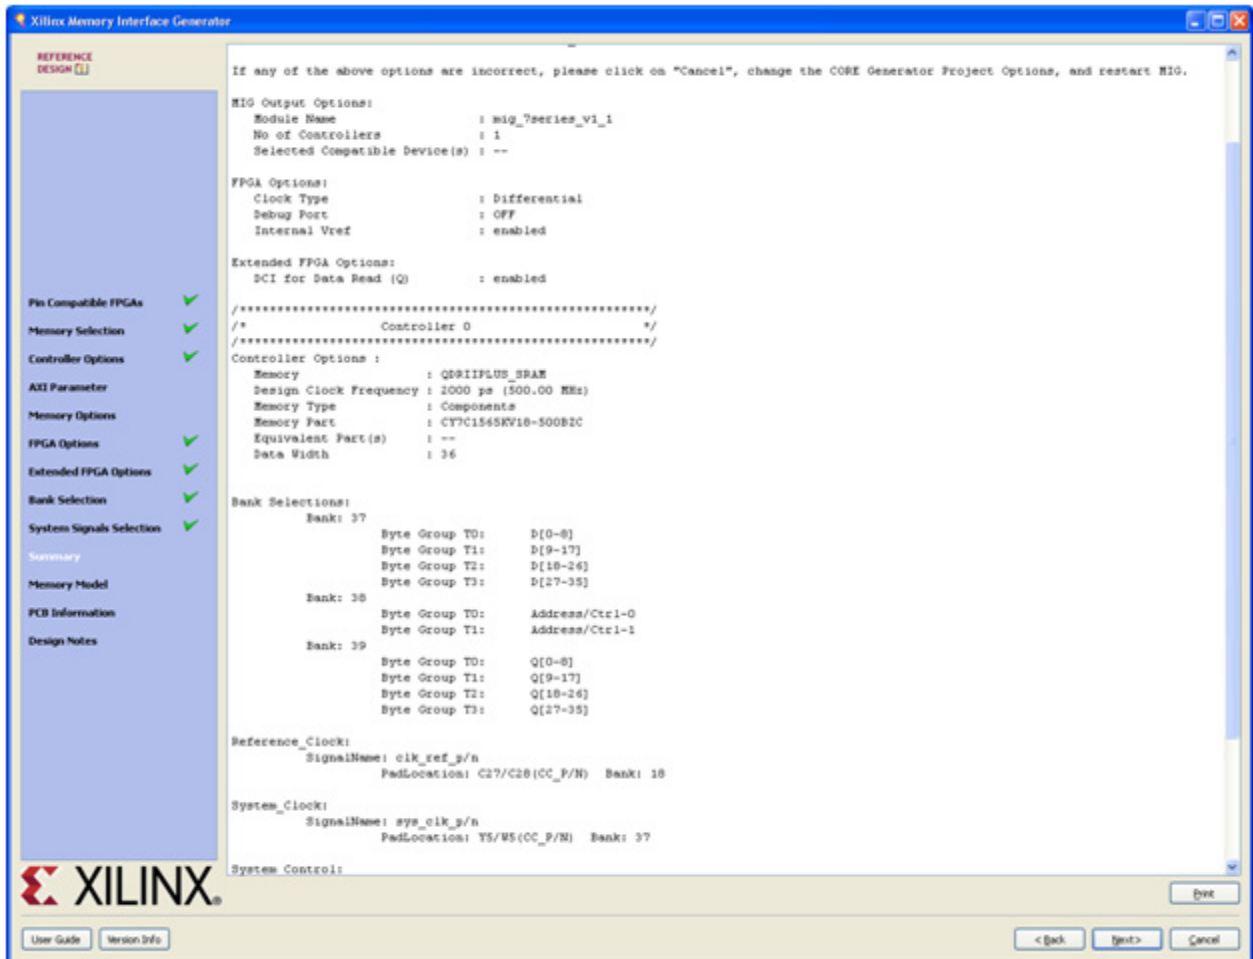 Xilinx Memory Interface Generator
REFERENCE
DESIGN
Pin Compatible FPGAs
Memory Selection
Controller Options
AXI Parameter
Memory Options
FPGA Options
Extended FPGA Options
Bank Selection
System Signals Selection
Summary
Memory Model
PCB Information
Design Notes
If any of the above options are incorrect, please click on "Cancel", change the CORE Generator Project Options, and restart MIG.
MIG Output Options:
Module Name : mig_7series_v1_1
No of Controllers : 1
Selected Compatible Device(s) : --
FPGA Options:
Clock Type : Differential
Debug Port : OFF
Internal Vref : enabled
Extended FPGA Options:
DCI for Data Read (Q) : enabled
/*******************************************************/
/* Controller 0 */
/*******************************************************/
Controller Options :
Memory : QDRIIPLUS_SRAM
Design Clock Frequency : 2000 ps (500.00 MHz)
Memory Type : Components
Memory Part : CY7C1565KV18-500BZC
Equivalent Part(s) : --
Data Width : 36
Bank Selections:
Bank: 37
Byte Group T0: D[0-8]
Byte Group T1: D[9-17]
Byte Group T2: D[18-26]
Byte Group T3: D[27-35]
Bank: 38
Byte Group T0: Address/Ctrl-0
Byte Group T1: Address/Ctrl-1
Bank: 39
Byte Group T0: Q[0-8]
Byte Group T1: Q[9-17]
Byte Group T2: Q[18-26]
Byte Group T3: Q[27-35]
Reference_Clock:
SignalName: clk_ref_p/n
PadLocation: C27/C28(CC_P/N) Bank: 18
System_Clock:
SignalName: sys_clk_p/n
PadLocation: Y5/W5(CC_P/N) Bank: 37
System Control:
XILINX®
Print
User Guide
Version Info
< Back
Next>
Cancel